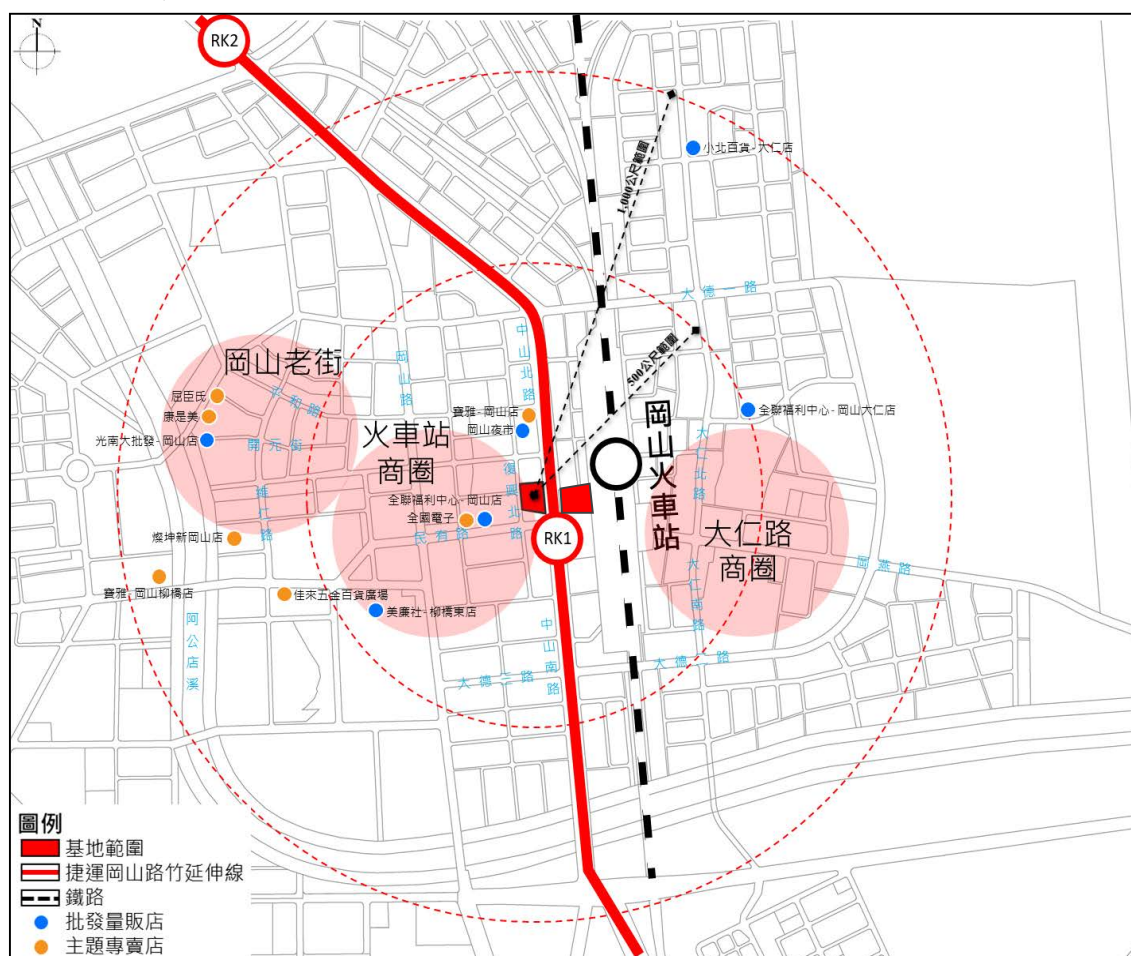 N
RK2
1,000公尺範圍
小北百貨-大仁店
大德一路
中山北路
500公尺範圍
岡山路
岡山老街
屈臣氏
康是美
光南大批發-岡山店
平和路
開元街
寶雅-岡山店
岡山夜市
全聯福利中心-岡山大仁店
大仁北路
岡山火車站
火車站
商圈
復興北路
維仁路
全聯福利中心-岡山店
全國電子
民有路
RK1
大仁路
商圈
岡燕路
燦坤新岡山店
寶雅-岡山柳橋店
佳來五金百貨廣場
美廉社-柳橋東店
阿公店溪
中山南路
大仁南路
大德二路
大德三路
圖例
基地範圍
捷運岡山路竹延伸線
鐵路
批發量販店
主題專賣店